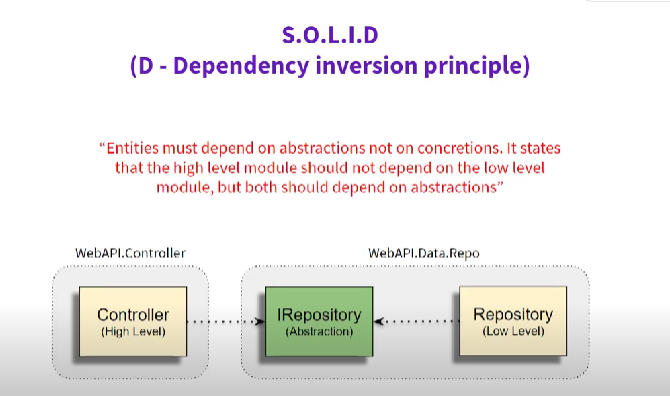 S.O.L.I.D
(D - Dependency inversion principle)
“Entities must depend on abstractions not on concretions. It states
that the high level module should not depend on the low level
module, but both should depend on abstractions”
WebAPI.Controller
WebAPI.Data.Repo
Controller
(High Level)
IRepository
(Abstraction)
Repository
(Low Level)